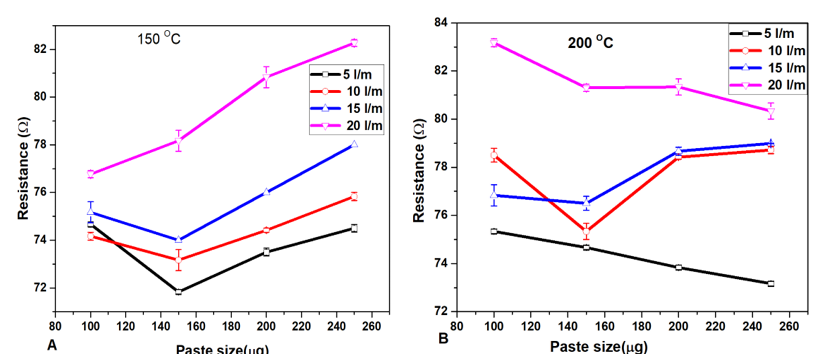 150 °C
5 l/m
10 l/m
15 l/m
20 l/m
Resistance (Ω)
82
80
78
76
74
72
80 100 120 140 160 180 200 220 240 260
A
Paste size(μg)
200 °C
5 l/m
10 l/m
15 l/m
20 l/m
Resistance (Ω)
84
82
80
78
76
74
72
80 100 120 140 160 180 200 220 240 260
B
Paste size(μg)